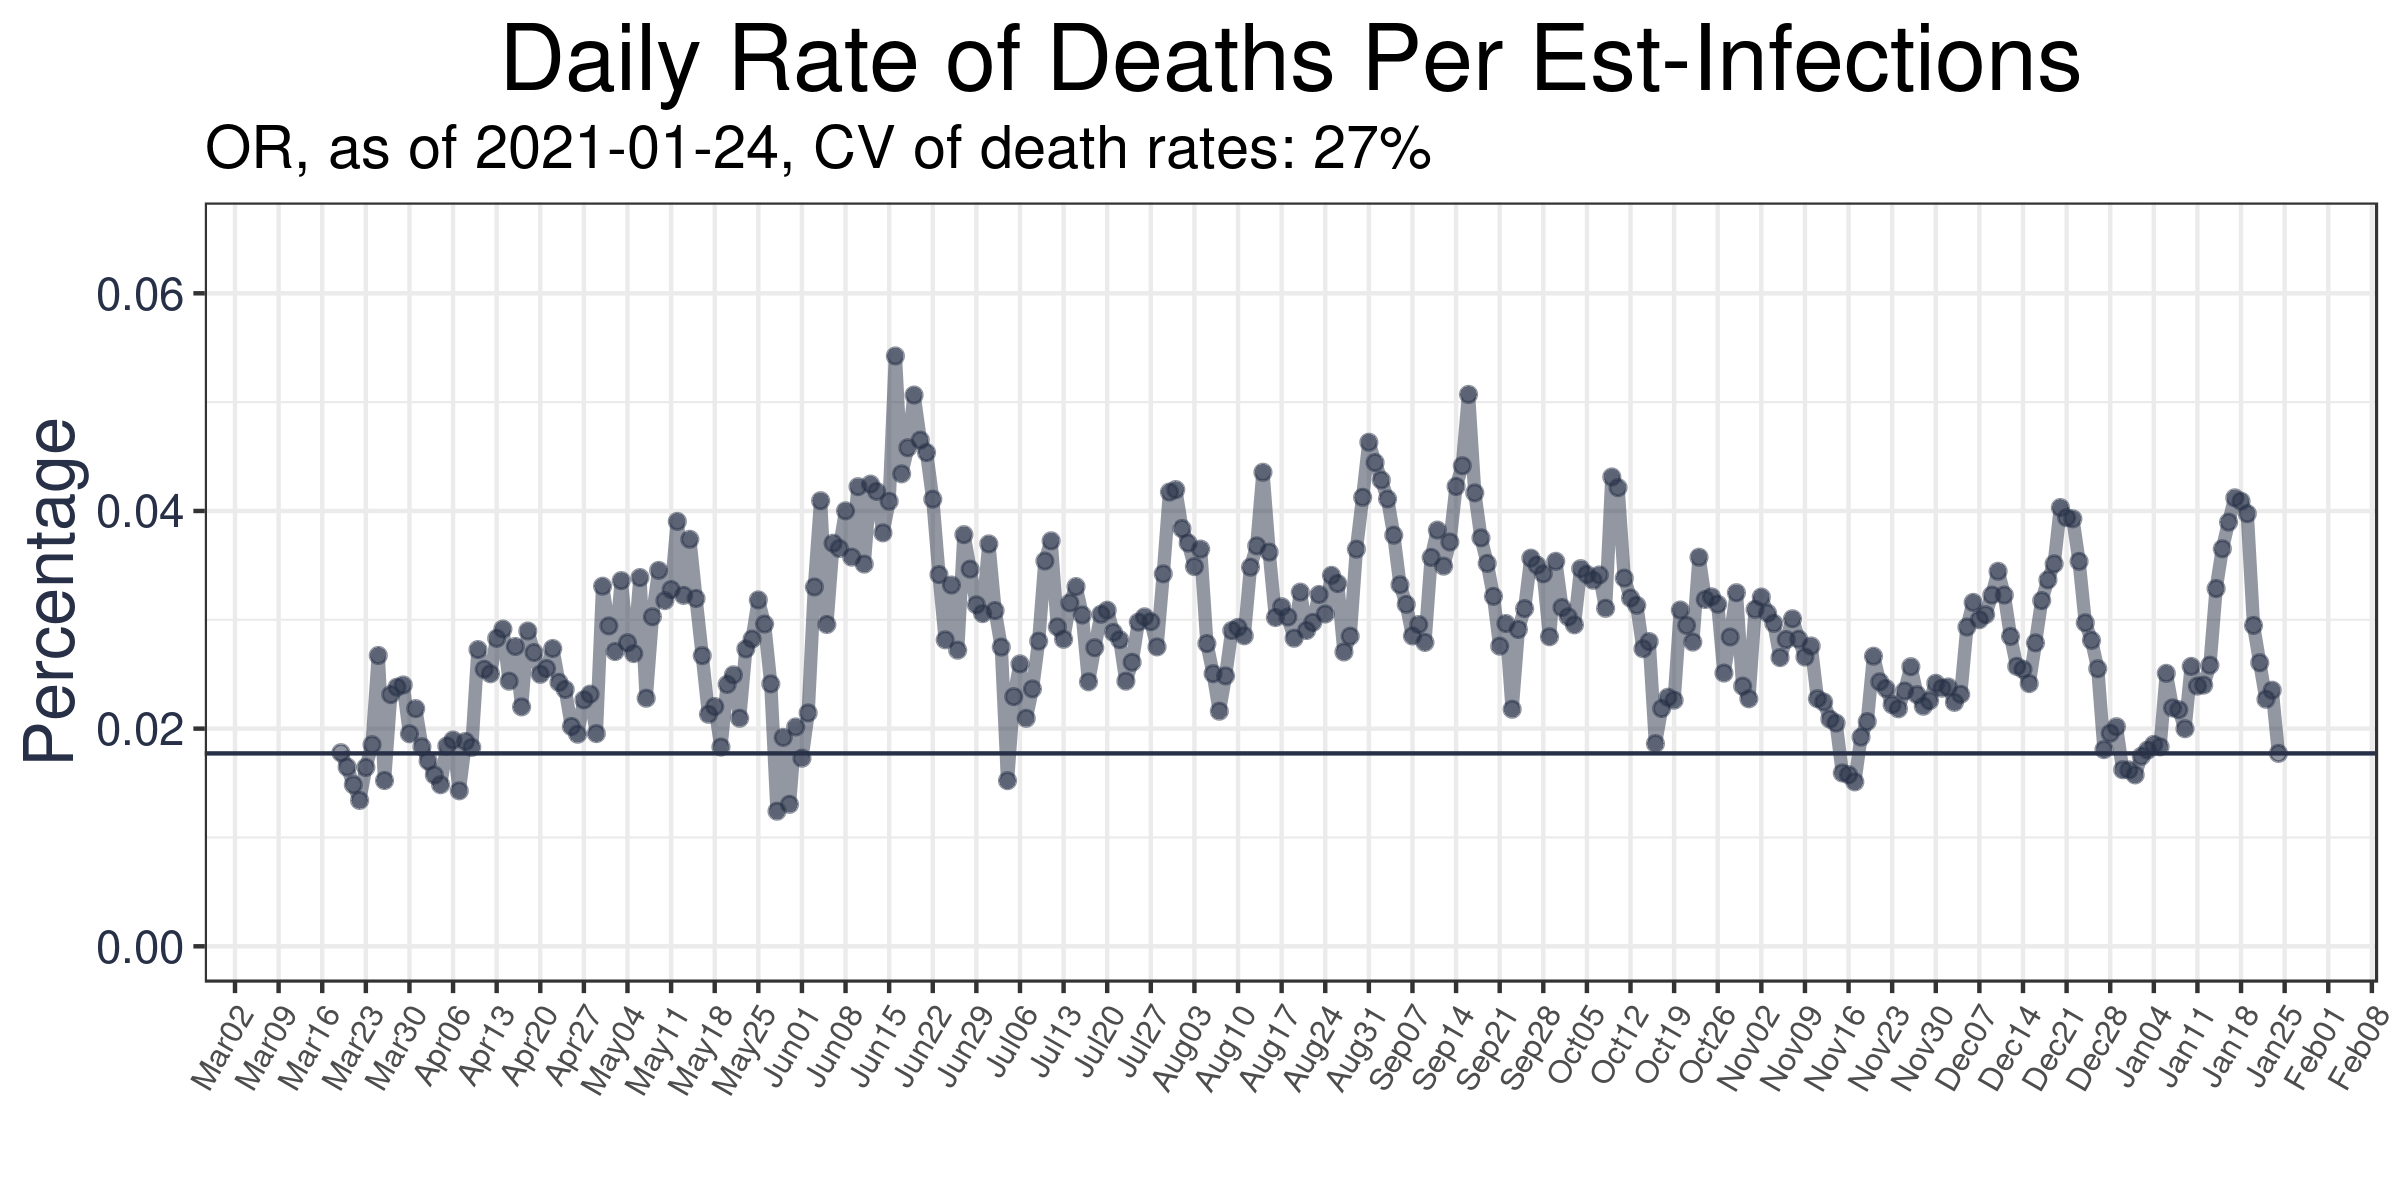 Daily Rate of Deaths Per Est-Infections
OR, as of 2021-01-24, CV of death rates: 27%
Percentage
0.06
0.04
0.02
0.00
Mar02 Mar09 Mar16 Mar23 Mar30 Apr06 Apr13 Apr20 Apr27 May04 May11 May18 May25 Jun01 Jun08 Jun15 Jun22 Jun29 Jul06 Jul13 Jul20 Jul27 Aug03 Aug10 Aug17 Aug24 Aug31 Sep07 Sep14 Sep21 Sep28 Oct05 Oct12 Oct19 Oct26 Nov02 Nov09 Nov16 Nov23 Nov30 Dec07 Dec14 Dec21 Dec28 Jan04 Jan11 Jan18 Jan25 Feb01 Feb08